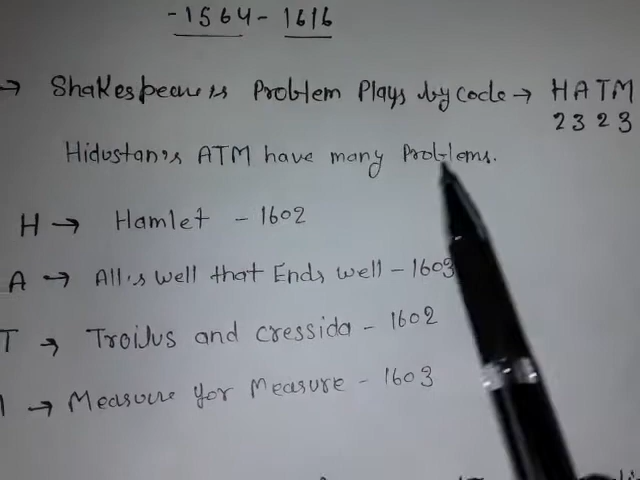 -1564-1616
→ Shakespeare's Problem Plays by code → HATM
2323
Hidustan's ATM have many Problems.
H → Hamlet - 1602
A → All's well that Ends well - 1603
T → Troilus and Cressida - 1602
→ Measure for Measure - 1603